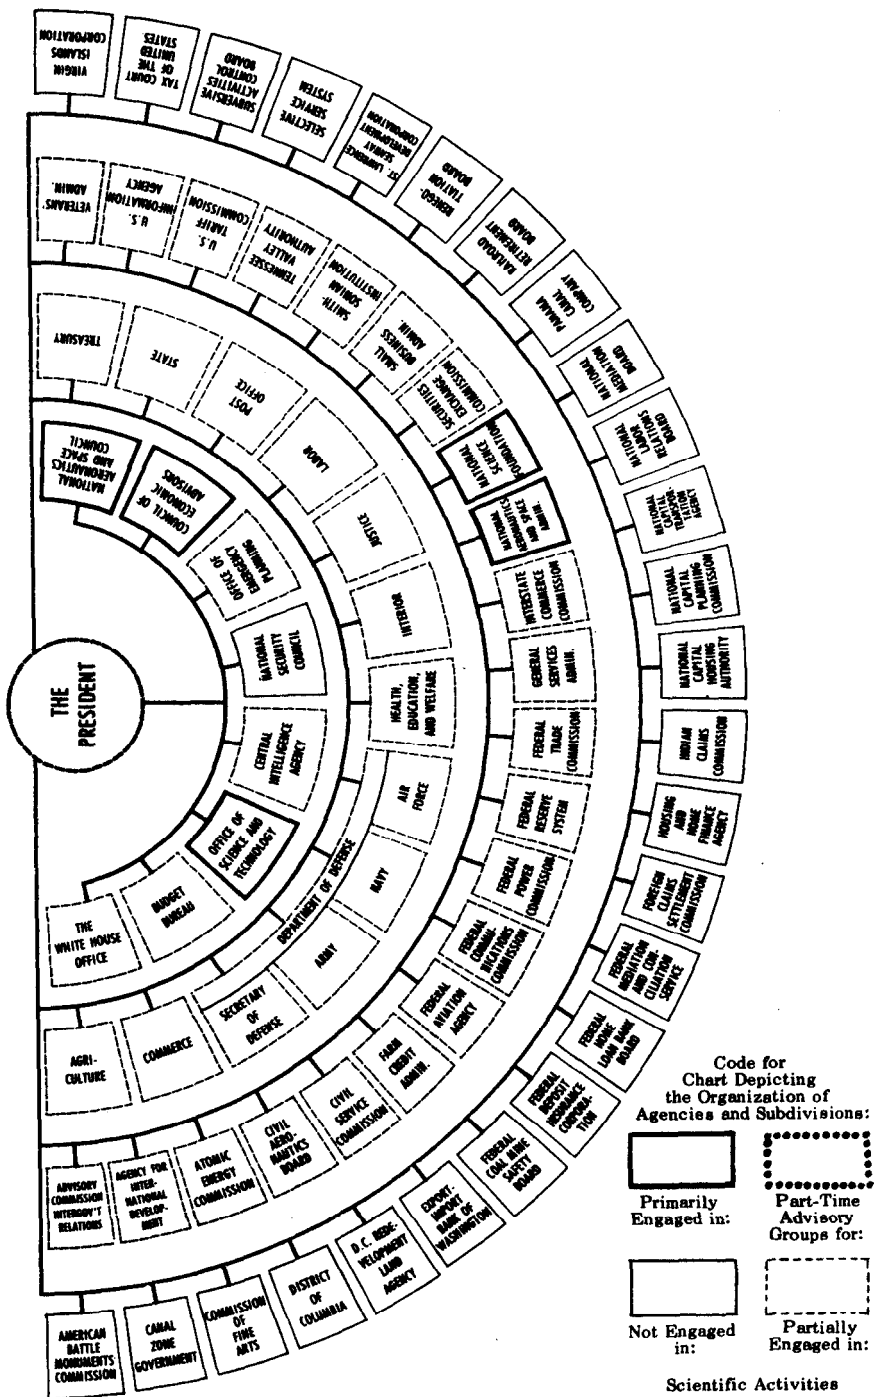 THE
PRESIDENT
NATIONAL
AERONAUTICS
AND SPACE
COUNCIL
COUNCIL OF
ECONOMIC
ADVISORS
OFFICE OF
EMERGENCY
PLANNING
NATIONAL
SECURITY
COUNCIL
CENTRAL
INTELLIGENCE
AGENCY
OFFICE OF
SCIENCE AND
TECHNOLOGY
BUDGET
BUREAU
THE
WHITE HOUSE
OFFICE
TREASURY
STATE
POST
OFFICE
LABOR
JUSTICE
INTERIOR
HEALTH,
EDUCATION,
AND WELFARE
DEPARTMENT OF DEFENSE
AIR
FORCE
NAVY
ARMY
SECRETARY
OF
DEFENSE
COMMERCE
AGRI-
CULTURE
VETERANS'
ADMIN.
U.S.
INFORMATION
AGENCY
U.S.
TARIFF
COMMISSION
TENNESSEE
VALLEY
AUTHORITY
SMITH-
SONIAN
INSTITUTION
SMALL
BUSINESS
ADMIN.
SECURITIES
EXCHANGE
COMMISSION
NATIONAL
SCIENCE
FOUNDATION
NATIONAL
AERONAUTICS
AND SPACE
ADMIN.
INTERSTATE
COMMERCE
COMMISSION
GENERAL
SERVICES
ADMIN.
FEDERAL
TRADE
COMMISSION
FEDERAL
RESERVE
SYSTEM
FEDERAL
POWER
COMMISSION
FEDERAL
COMMU-
NICATIONS
COMMISSION
FEDERAL
AVIATION
AGENCY
FARM
CREDIT
ADMIN.
CIVIL
SERVICE
COMMISSION
CIVIL
AERO-
NAUTICS
BOARD
ATOMIC
ENERGY
COMMISSION
AGENCY FOR
INTER-
NATIONAL
DEVELOP-
MENT
ADVISORY
COMMISSION
INTERGOV'T
RELATIONS
VIRGIN
ISLANDS
CORPORATION
TAX COURT
OF THE
UNITED
STATES
SUBVERSIVE
ACTIVITIES
CONTROL
BOARD
SELECTIVE
SERVICE
SYSTEM
ST. LAWRENCE
SEAWAY
DEVELOPMENT
CORPORATION
RENEGO-
TIATION
BOARD
RAILROAD
RETIREMENT
BOARD
PANAMA
CANAL
COMPANY
NATIONAL
MEDIATION
BOARD
NATIONAL
LABOR
RELATIONS
BOARD
NATIONAL
CAPITAL
TRANSPOR-
TATION
AGENCY
NATIONAL
CAPITAL
PLANNING
COMMISSION
NATIONAL
CAPITAL
HOUSING
AUTHORITY
INDIAN
CLAIMS
COMMISSION
HOUSING
AND
HOME
FINANCE
AGENCY
FOREIGN
CLAIMS
SETTLEMENT
COMMISSION
FEDERAL
MEDIATION
AND CON-
CILIATION
SERVICE
FEDERAL
HOME
LOAN BANK
BOARD
FEDERAL
DEPOSIT
INSURANCE
CORPORA-
TION
FEDERAL
COAL MINE
SAFETY
BOARD
EXPORT-
IMPORT
BANK OF
WASHINGTON
D.C. REDE-
VELOPMENT
LAND
AGENCY
DISTRICT
OF
COLUMBIA
COMMISSION
OF FINE
ARTS
CANAL
ZONE
GOVERNMENT
AMERICAN
BATTLE
MONUMENTS
COMMISSION
Code for
Chart Depicting
the Organization of
Agencies and Subdivisions:
Primarily
Engaged in:
Part-Time
Advisory
Groups for:
Not Engaged
in:
Partially
Engaged in:
Scientific Activities